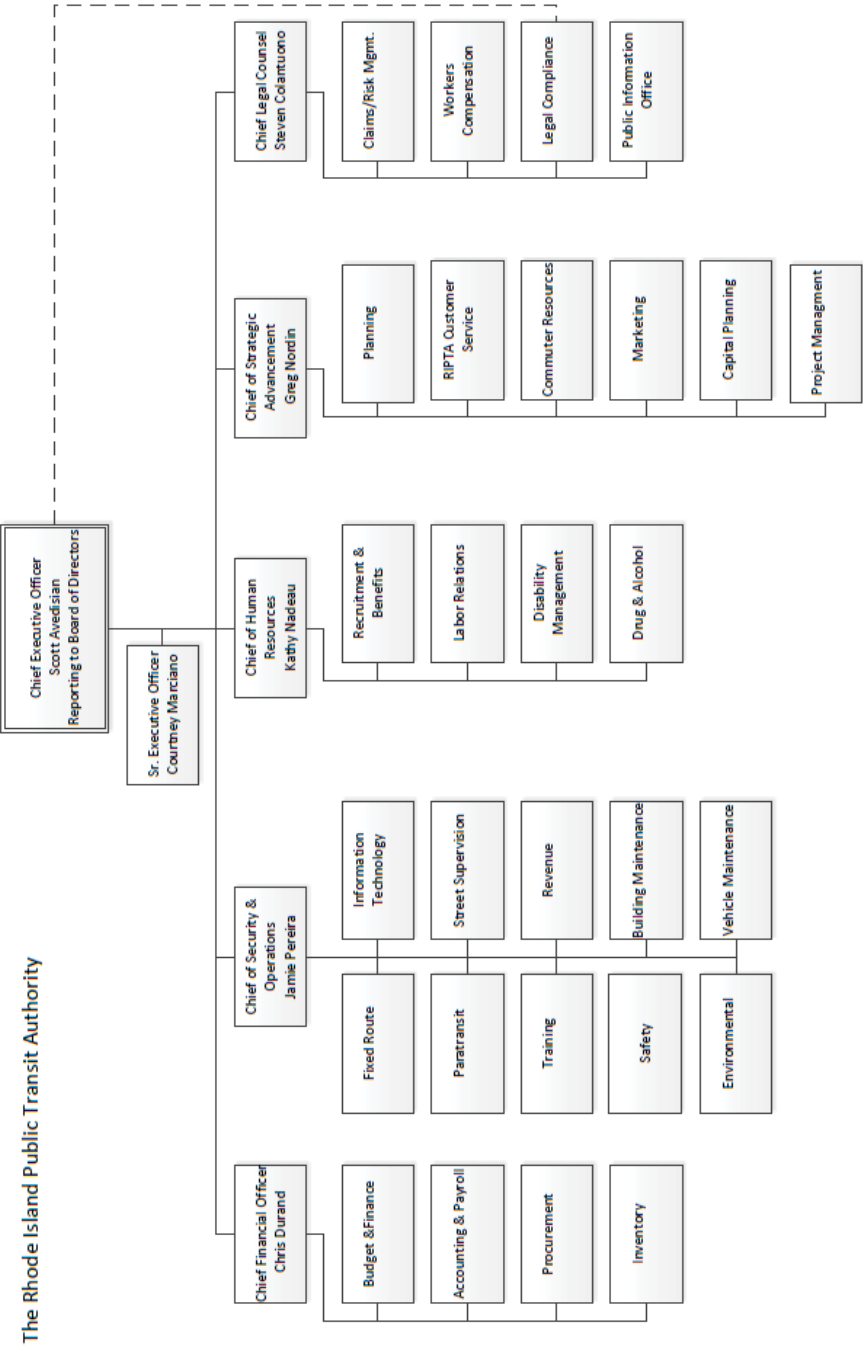 The Rhode Island Public Transit Authority
Chief Executive Officer
Scott Avedisian
Reporting to Board of Directors
Sr. Executive Officer
Courtney Marciano
Chief Financial Officer
Chris Durand
Budget &Finance
Accounting & Payroll
Procurement
Inventory
Chief of Security &
Operations
Jamie Pereira
Fixed Route
Paratransit
Training
Safety
Environmental
Information
Technology
Street Supervision
Revenue
Building Maintenance
Vehicle Maintenance
Chief of Human
Resources
Kathy Nadeau
Recruitment &
Benefits
Labor Relations
Disability
Management
Drug & Alcohol
Chief of Strategic
Advancement
Greg Nordin
Planning
RIPTA Customer
Service
Commuter Resources
Marketing
Capital Planning
Project Managment
Chief Legal Counsel
Steven Colantuono
Claims/Risk Mgmt.
Workers
Compensation
Legal Compliance
Public Information
Office